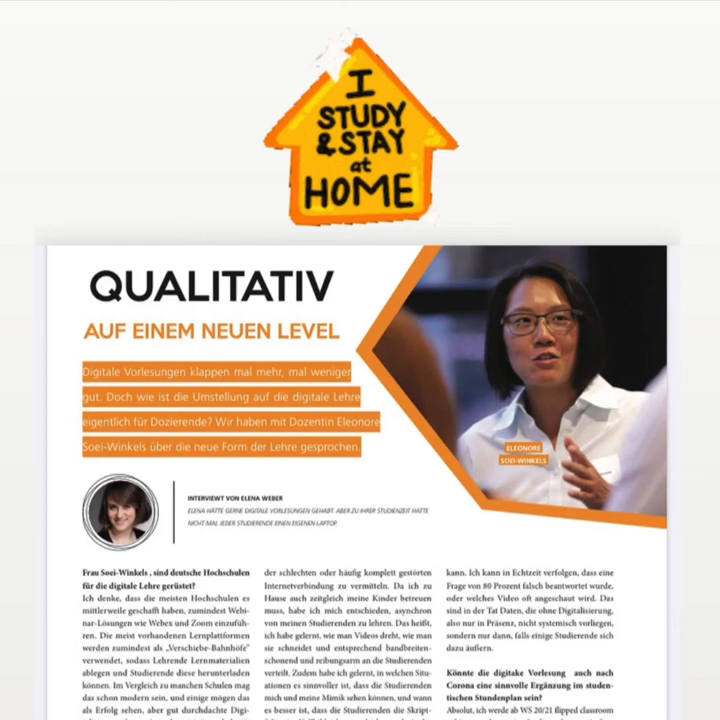 I
STUDY
& STAY
at
HOME
QUALITATIV
AUF EINEM NEUEN LEVEL
Digitale Vorlesungen klappen mal mehr, mal weniger
gut. Doch wie ist die Umstellung auf die digitale Lehre
eigentlich für Dozierende? Wir haben mit Dozentin Eleonore
Soei-Winkels über die neue Form der Lehre gesprochen.
ELEONORE
SOEI-WINKELS
INTERVIEWT VON ELENA WEBER
ELENA HÄTTE GERNE DIGITALE VORLESUNGEN GEHABT. ABER ZU IHRER STUDIENZEIT HATTE
NICHT MAL JEDER STUDIERENDE EINEN EIGENEN LAPTOP
Frau Soei-Winkels , sind deutsche Hochschulen
für die digitale Lehre gerüstet?
Ich denke, dass die meisten Hochschulen es
mittlerweile geschafft haben, zumindest Webi-
nar-Lösungen wie Webex und Zoom einzufüh-
ren. Die meist vorhandenen Lernplattformen
werden zumindest als „Verschiebe-Bahnhöfe"
verwendet, sodass Lehrende Lernmaterialien
ablegen und Studierende diese herunterladen
können. Im Vergleich zu manchen Schulen mag
das schon modern sein, und einige mögen das
als Erfolg sehen, aber gut durchdachte Digi-
der schlechten oder häufig komplett gestörten
Internetverbindung zu vermitteln. Da ich zu
Hause auch zeitgleich meine Kinder betreuen
muss, habe ich mich entschieden, asynchron
von meinen Studierenden zu lehren. Das heißt,
ich habe gelernt, wie man Videos dreht, wie man
sie schneidet und entsprechend bandbreiten-
schonend und reibungsarm an die Studierenden
verteilt. Zudem habe ich gelernt, in welchen Situ-
ationen es sinnvoller ist, dass die Studierenden
mich und meine Mimik sehen können, und wann
es besser ist, dass die Studierenden die Skript-
kann. Ich kann in Echtzeit verfolgen, dass eine
Frage von 80 Prozent falsch beantwortet wurde,
oder welches Video oft angeschaut wird. Das
sind in der Tat Daten, die ohne Digitalisierung,
also nur in Präsenz, nicht systemisch vorliegen,
sondern nur dann, falls einige Studierende sich
dazu äußern.
Könnte die digitake Vorlesung auch nach
Corona eine sinnvolle Ergänzung im studen-
tischen Stundenplan sein?
Absolut, ich werde ab WS 20/21 flipped classroom